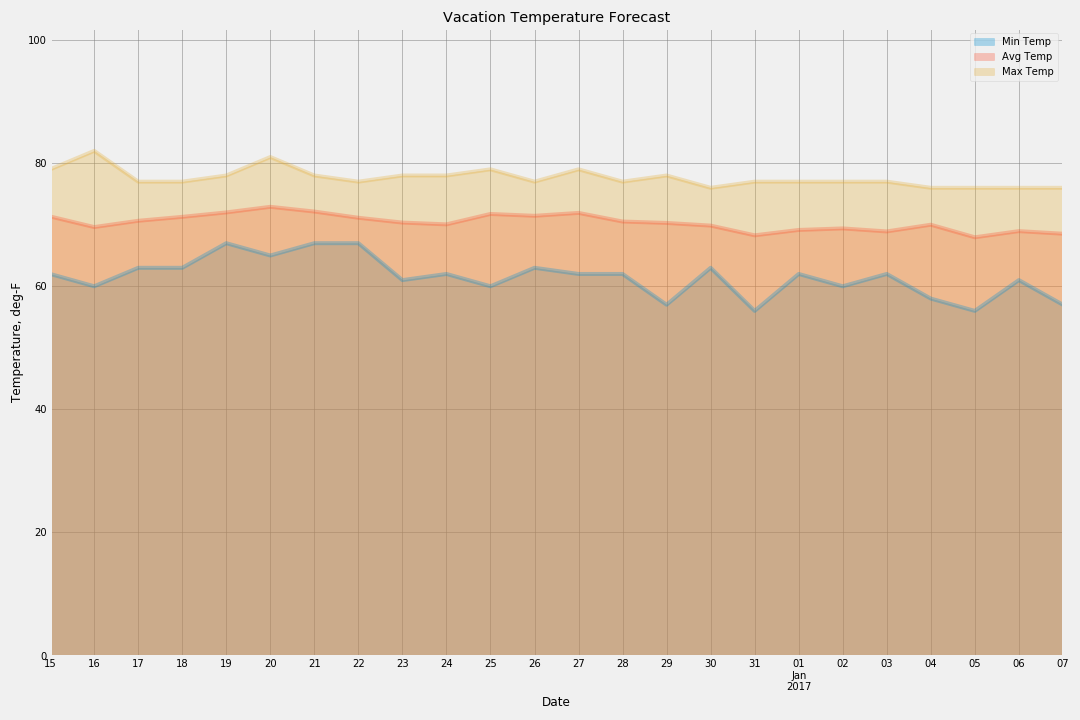 Vacation Temperature Forecast
Min Temp
Avg Temp
Max Temp
Temperature, deg-F
100
80
60
40
20
0
15 16 17 18 19 20 21 22 23 24 25 26 27 28 29 30 31 01 02 03 04 05 06 07
Jan
2017
Date